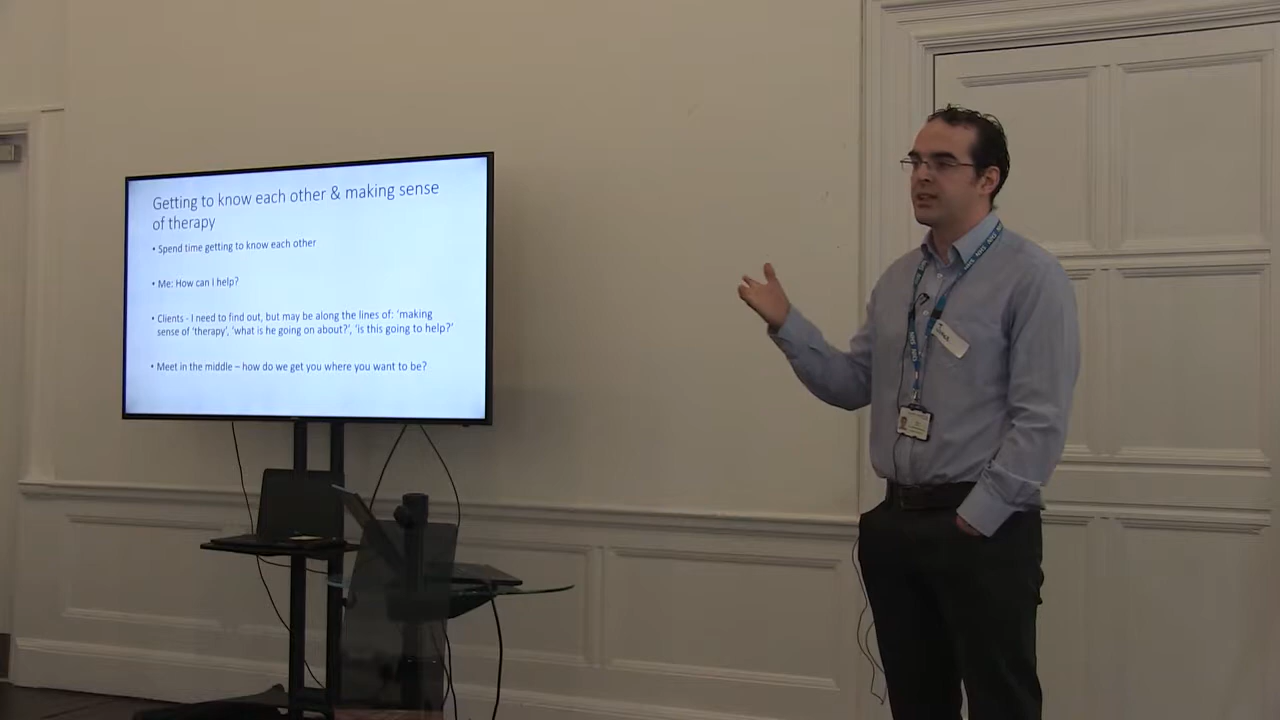 Getting to know each other & making sense
of therapy
• Spend time getting to know each other
• Me: How can I help?
• Clients - I need to find out, but may be along the lines of: ‘making
sense of ‘therapy’, ‘what is he going on about?’, ‘is this going to help?’
• Meet in the middle – how do we get you where you want to be?
NHS
NHS